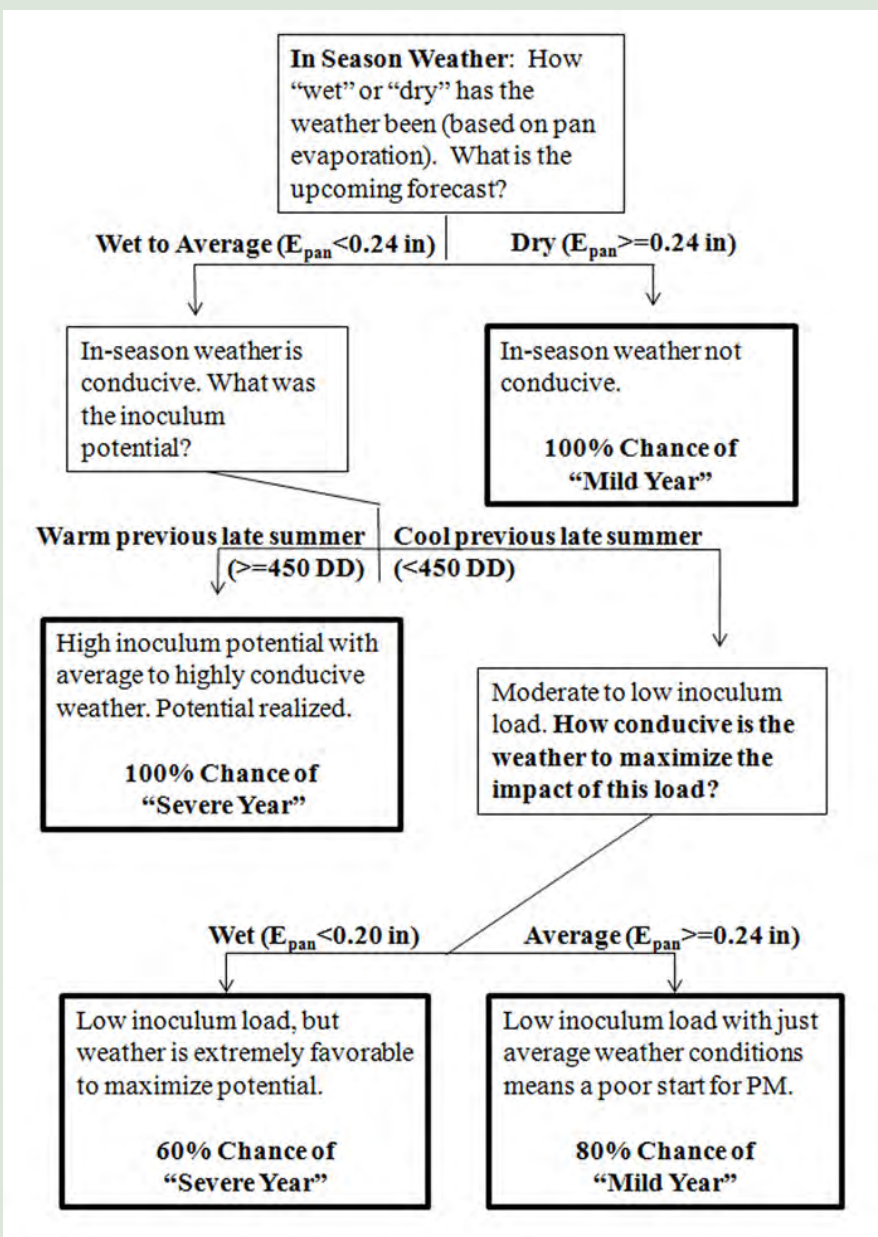 In Season Weather: How
“wet” or “dry” has the
weather been (based on pan
evaporation). What is the
upcoming forecast?
Wet to Average (Epan<0.24 in)
Dry (Epan>=0.24 in)
In-season weather is
conducive. What was
the inoculum
potential?
In-season weather not
conducive.
100% Chance of
“Mild Year”
Warm previous late summer
(>=450 DD)
Cool previous late summer
(<450 DD)
High inoculum potential with
average to highly conducive
weather. Potential realized.
100% Chance of
“Severe Year”
Moderate to low inoculum
load. How conducive is the
weather to maximize the
impact of this load?
Wet (Epan<0.20 in)
Average (Epan>=0.24 in)
Low inoculum load, but
weather is extremely favorable
to maximize potential.
60% Chance of
“Severe Year”
Low inoculum load with just
average weather conditions
means a poor start for PM.
80% Chance of
“Mild Year”